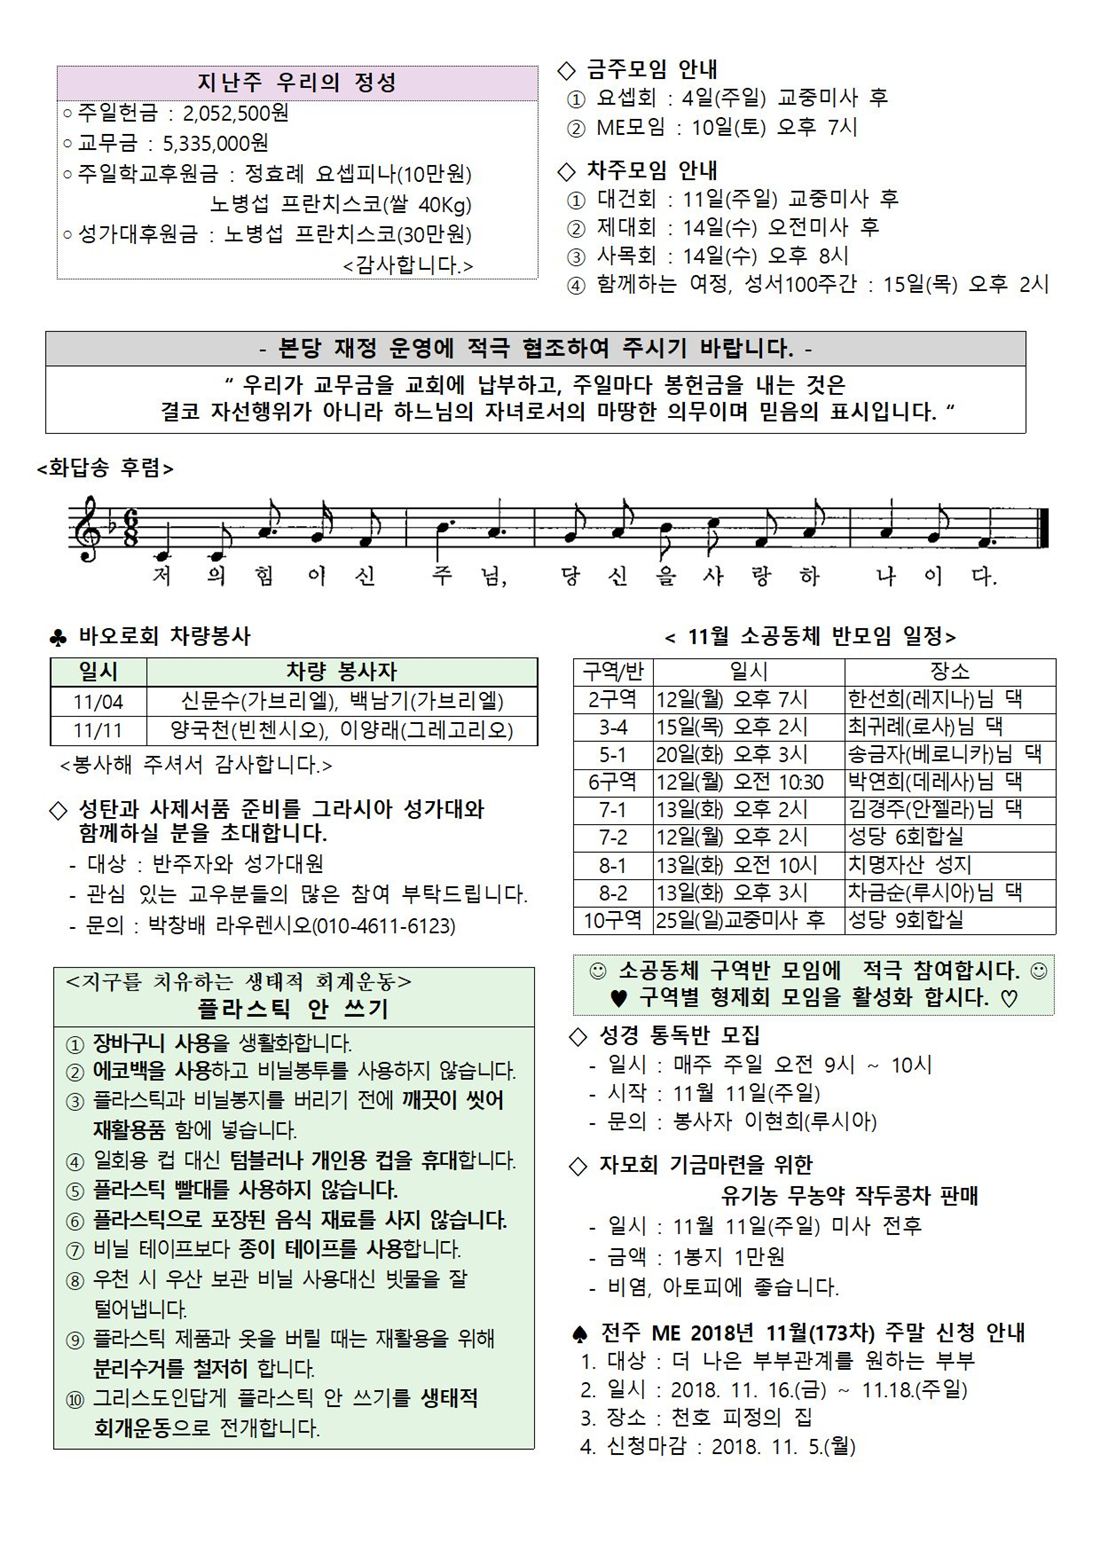 지난주 우리의 정성
○ 주일헌금 : 2,052,500원
○ 교무금 : 5,335,000원
○ 주일학교후원금 : 정효례 요셉피나(10만원)
노병섭 프란치스코(쌀 40Kg)
○ 성가대후원금 : 노병섭 프란치스코(30만원)
<감사합니다.>
◇ 금주모임 안내
① 요셉회 : 4일(주일) 교중미사 후
② ME모임 : 10일(토) 오후 7시
◇ 차주모임 안내
① 대건회 : 11일(주일) 교중미사 후
② 제대회 : 14일(수) 오전미사 후
③ 사목회 : 14일(수) 오후 8시
④ 함께하는 여정, 성서100주간 : 15일(목) 오후 2시
- 본당 재정 운영에 적극 협조하여 주시기 바랍니다. -
“ 우리가 교무금을 교회에 납부하고, 주일마다 봉헌금을 내는 것은
결코 자선행위가 아니라 하느님의 자녀로서의 마땅한 의무이며 믿음의 표시입니다. “
<화답송 후렴>
6
8
저 의 힘 이 신 주 님, 당 신 을 사 랑 하 나 이 다.
♣ 바오로회 차량봉사
일시 차량 봉사자
11/04 신문수(가브리엘), 백남기(가브리엘)
11/11 양국천(빈첸시오), 이양래(그레고리오)
<봉사해 주셔서 감사합니다.>
◇ 성탄과 사제서품 준비를 그라시아 성가대와
함께하실 분을 초대합니다.
- 대상 : 반주자와 성가대원
- 관심 있는 교우분들의 많은 참여 부탁드립니다.
- 문의 : 박창배 라우렌시오(010-4611-6123)
<지구를 치유하는 생태적 회계운동>
플라스틱 안 쓰기
① 장바구니 사용을 생활화합니다.
② 에코백을 사용하고 비닐봉투를 사용하지 않습니다.
③ 플라스틱과 비닐봉지를 버리기 전에 깨끗이 씻어
재활용품 함에 넣습니다.
④ 일회용 컵 대신 텀블러나 개인용 컵을 휴대합니다.
⑤ 플라스틱 빨대를 사용하지 않습니다.
⑥ 플라스틱으로 포장된 음식 재료를 사지 않습니다.
⑦ 비닐 테이프보다 종이 테이프를 사용합니다.
⑧ 우천 시 우산 보관 비닐 사용대신 빗물을 잘
털어냅니다.
⑨ 플라스틱 제품과 옷을 버릴 때는 재활용을 위해
분리수거를 철저히 합니다.
⑩ 그리스도인답게 플라스틱 안 쓰기를 생태적
회개운동으로 전개합니다.
< 11월 소공동체 반모임 일정>
구역/반 일시 장소
2구역 12일(월) 오후 7시 한선희(레지나)님 댁
3-4 15일(목) 오후 2시 최귀례(로사)님 댁
5-1 20일(화) 오후 3시 송금자(베로니카)님 댁
6구역 12일(월) 오전 10:30 박연희(데레사)님 댁
7-1 13일(화) 오후 2시 김경주(안젤라)님 댁
7-2 12일(월) 오후 2시 성당 6회합실
8-1 13일(화) 오전 10시 치명자산 성지
8-2 13일(화) 오후 3시 차금순(루시아)님 댁
10구역 25일(일)교중미사 후 성당 9회합실
☺ 소공동체 구역반 모임에 적극 참여합시다. ☺
♥ 구역별 형제회 모임을 활성화 합시다. ♡
◇ 성경 통독반 모집
- 일시 : 매주 주일 오전 9시 ~ 10시
- 시작 : 11월 11일(주일)
- 문의 : 봉사자 이현희(루시아)
◇ 자모회 기금마련을 위한
유기농 무농약 작두콩차 판매
- 일시 : 11월 11일(주일) 미사 전후
- 금액 : 1봉지 1만원
- 비염, 아토피에 좋습니다.
♠ 전주 ME 2018년 11월(173차) 주말 신청 안내
1. 대상 : 더 나은 부부관계를 원하는 부부
2. 일시 : 2018. 11. 16.(금) ~ 11.18.(주일)
3. 장소 : 천호 피정의 집
4. 신청마감 : 2018. 11. 5.(월)